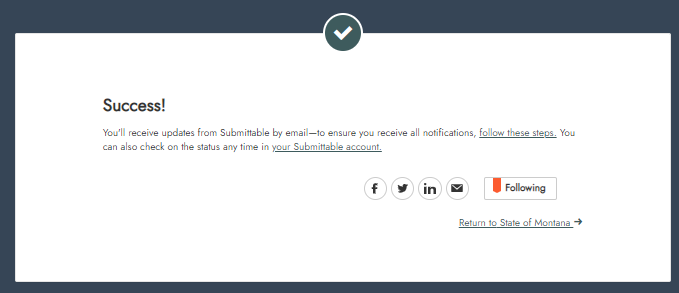 Success!
You'll receive updates from Submittable by email—to ensure you receive all notifications, follow these steps. You
can also check on the status any time in your Submittable account.
Following
Return to State of Montana